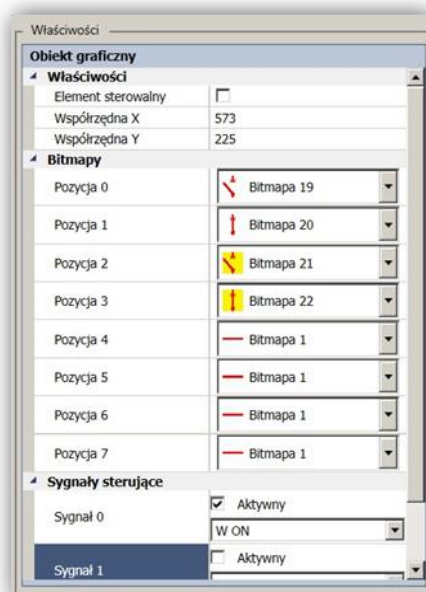 Właściwości
Obiekt graficzny
Właściwości
Element sterowalny
Współrzędna X 573
Współrzędna Y 225
Bitmapy
Pozycja 0 Bitmapa 19
Pozycja 1 Bitmapa 20
Pozycja 2 Bitmapa 21
Pozycja 3 Bitmapa 22
Pozycja 4 Bitmapa 1
Pozycja 5 Bitmapa 1
Pozycja 6 Bitmapa 1
Pozycja 7 Bitmapa 1
Sygnały sterujące
Sygnał 0 Aktywny
W ON
Sygnał 1 Aktywny